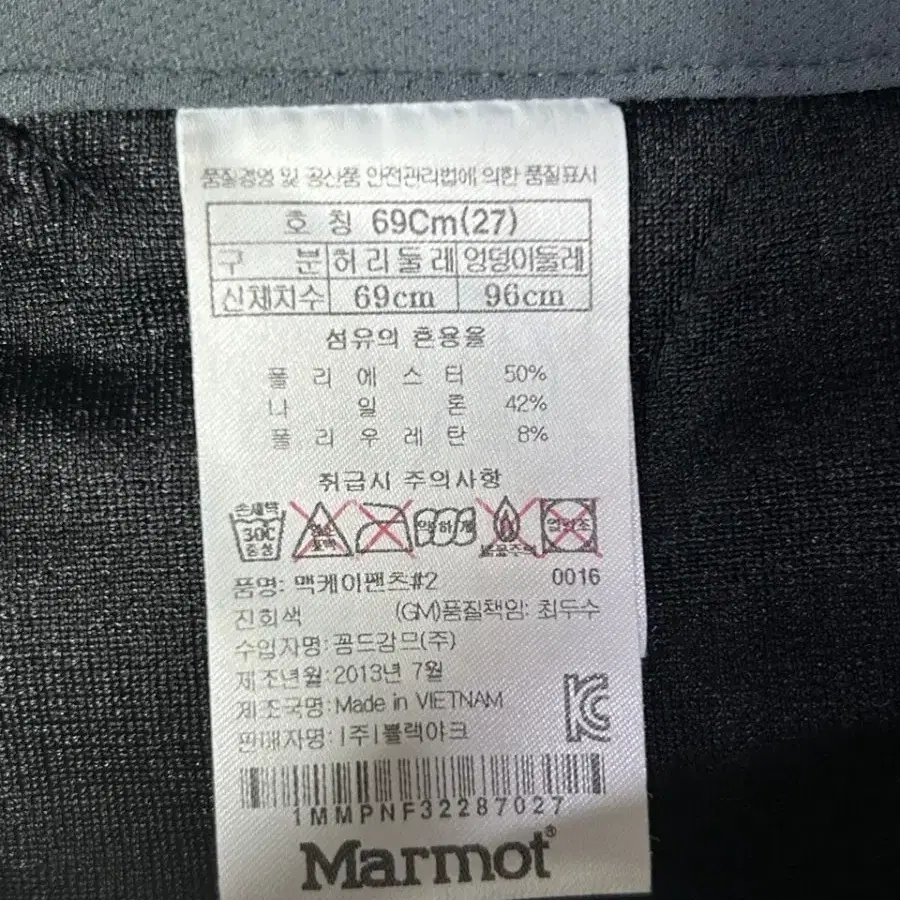 품질경영 및 공산품 안전관리법에 의한 품질표시
호 칭 69Cm(27)
구 분 허리둘레 엉덩이둘레
신체치수 69cm 96cm
섬유의 혼용율
폴리에스터 50%
나일론 42%
폴리우레탄 8%
취급시 주의사항
손세탁 30C 중성 염소 표백 약하게
품명: 맥케이팬츠#2 0016
진회색 (GM)품질책임: 최두수
수입자명: 꼼드감므(주)
제조년월: 2013년 7월
제조국명: Made in VIETNAM
판매자명: (주)블랙야크
1MMPNF32287027
Marmot®